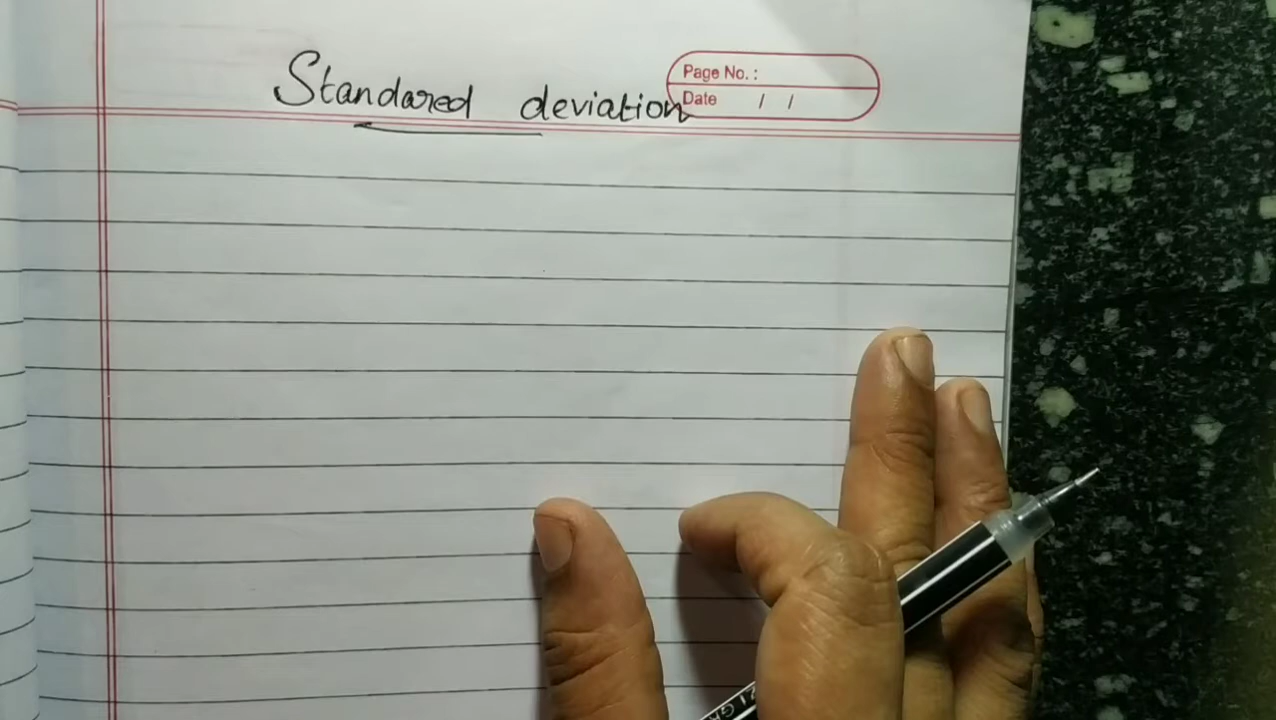 Standared deviation
Page No. :
Date / /